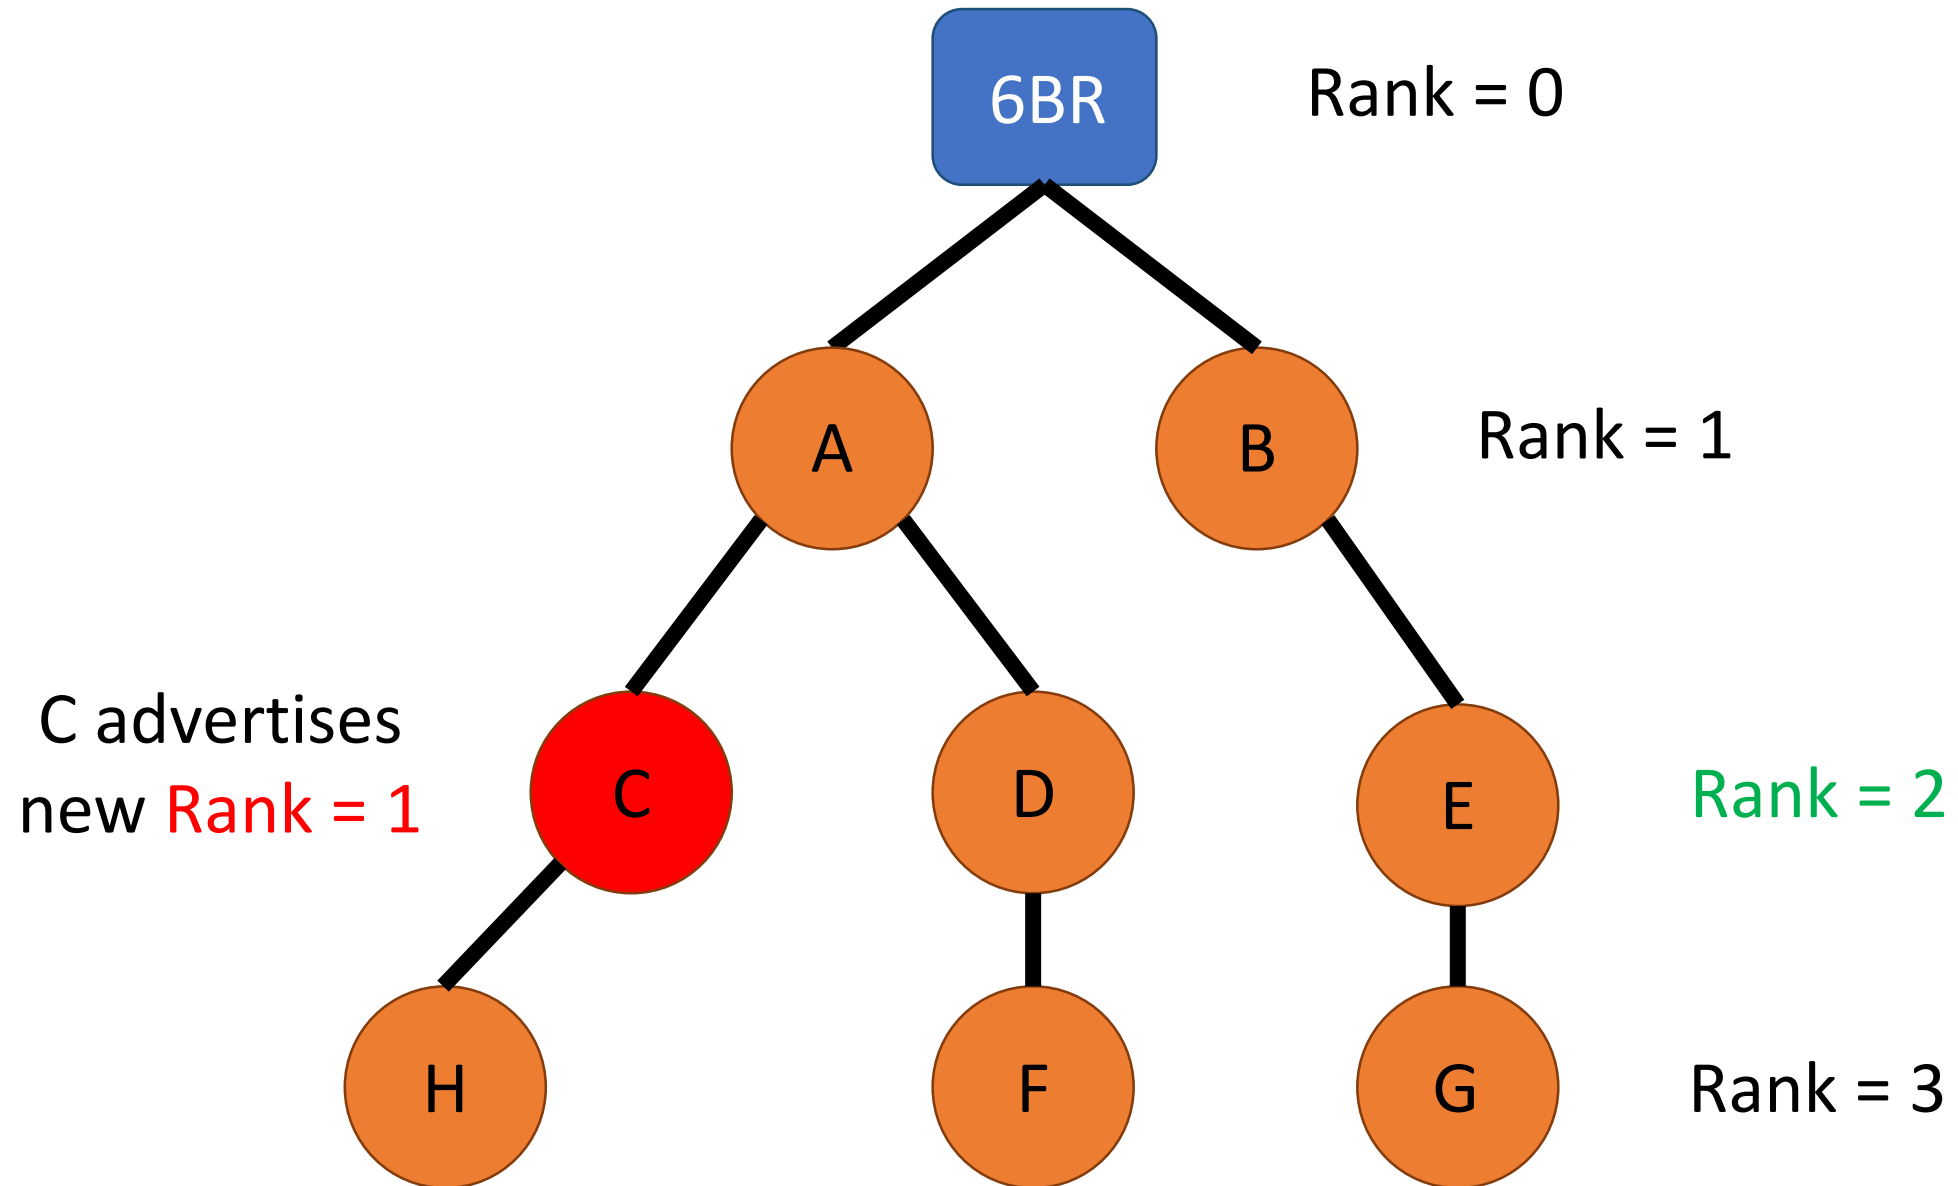 6BR
Rank = 0
A
B
Rank = 1
C advertises
new Rank = 1
C
D
E
Rank = 2
H
F
G
Rank = 3